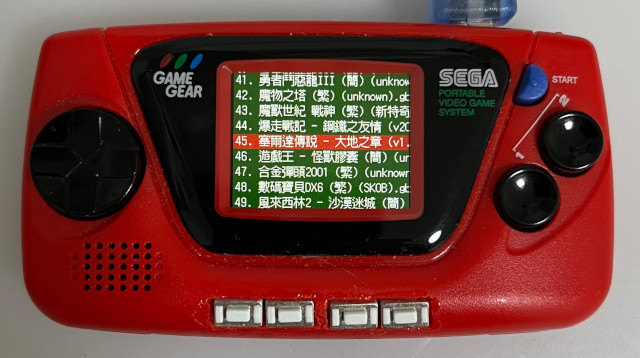 GAME
GEAR
41. 勇者鬥惡龍III (簡) (unknow
42. 魔物之塔 (繁) (unknown).gb
43. 魔獸世紀 戰神 (繁) (新特奇
44. 爆走戰記 - 鋼鐵之友情 (v20
45. 塞爾達傳說 - 大地之章 (v1.
46. 遊戲王 - 怪獸膠囊 (簡) (un
47. 合金彈頭2001 (繁) (unknown
48. 數碼寶貝DX6 (繁) (SKOB).gb
49. 風來西林2 - 沙漠迷城 (簡)
SEGA
PORTABLE
VIDEO GAME
SYSTEM
START
2
1